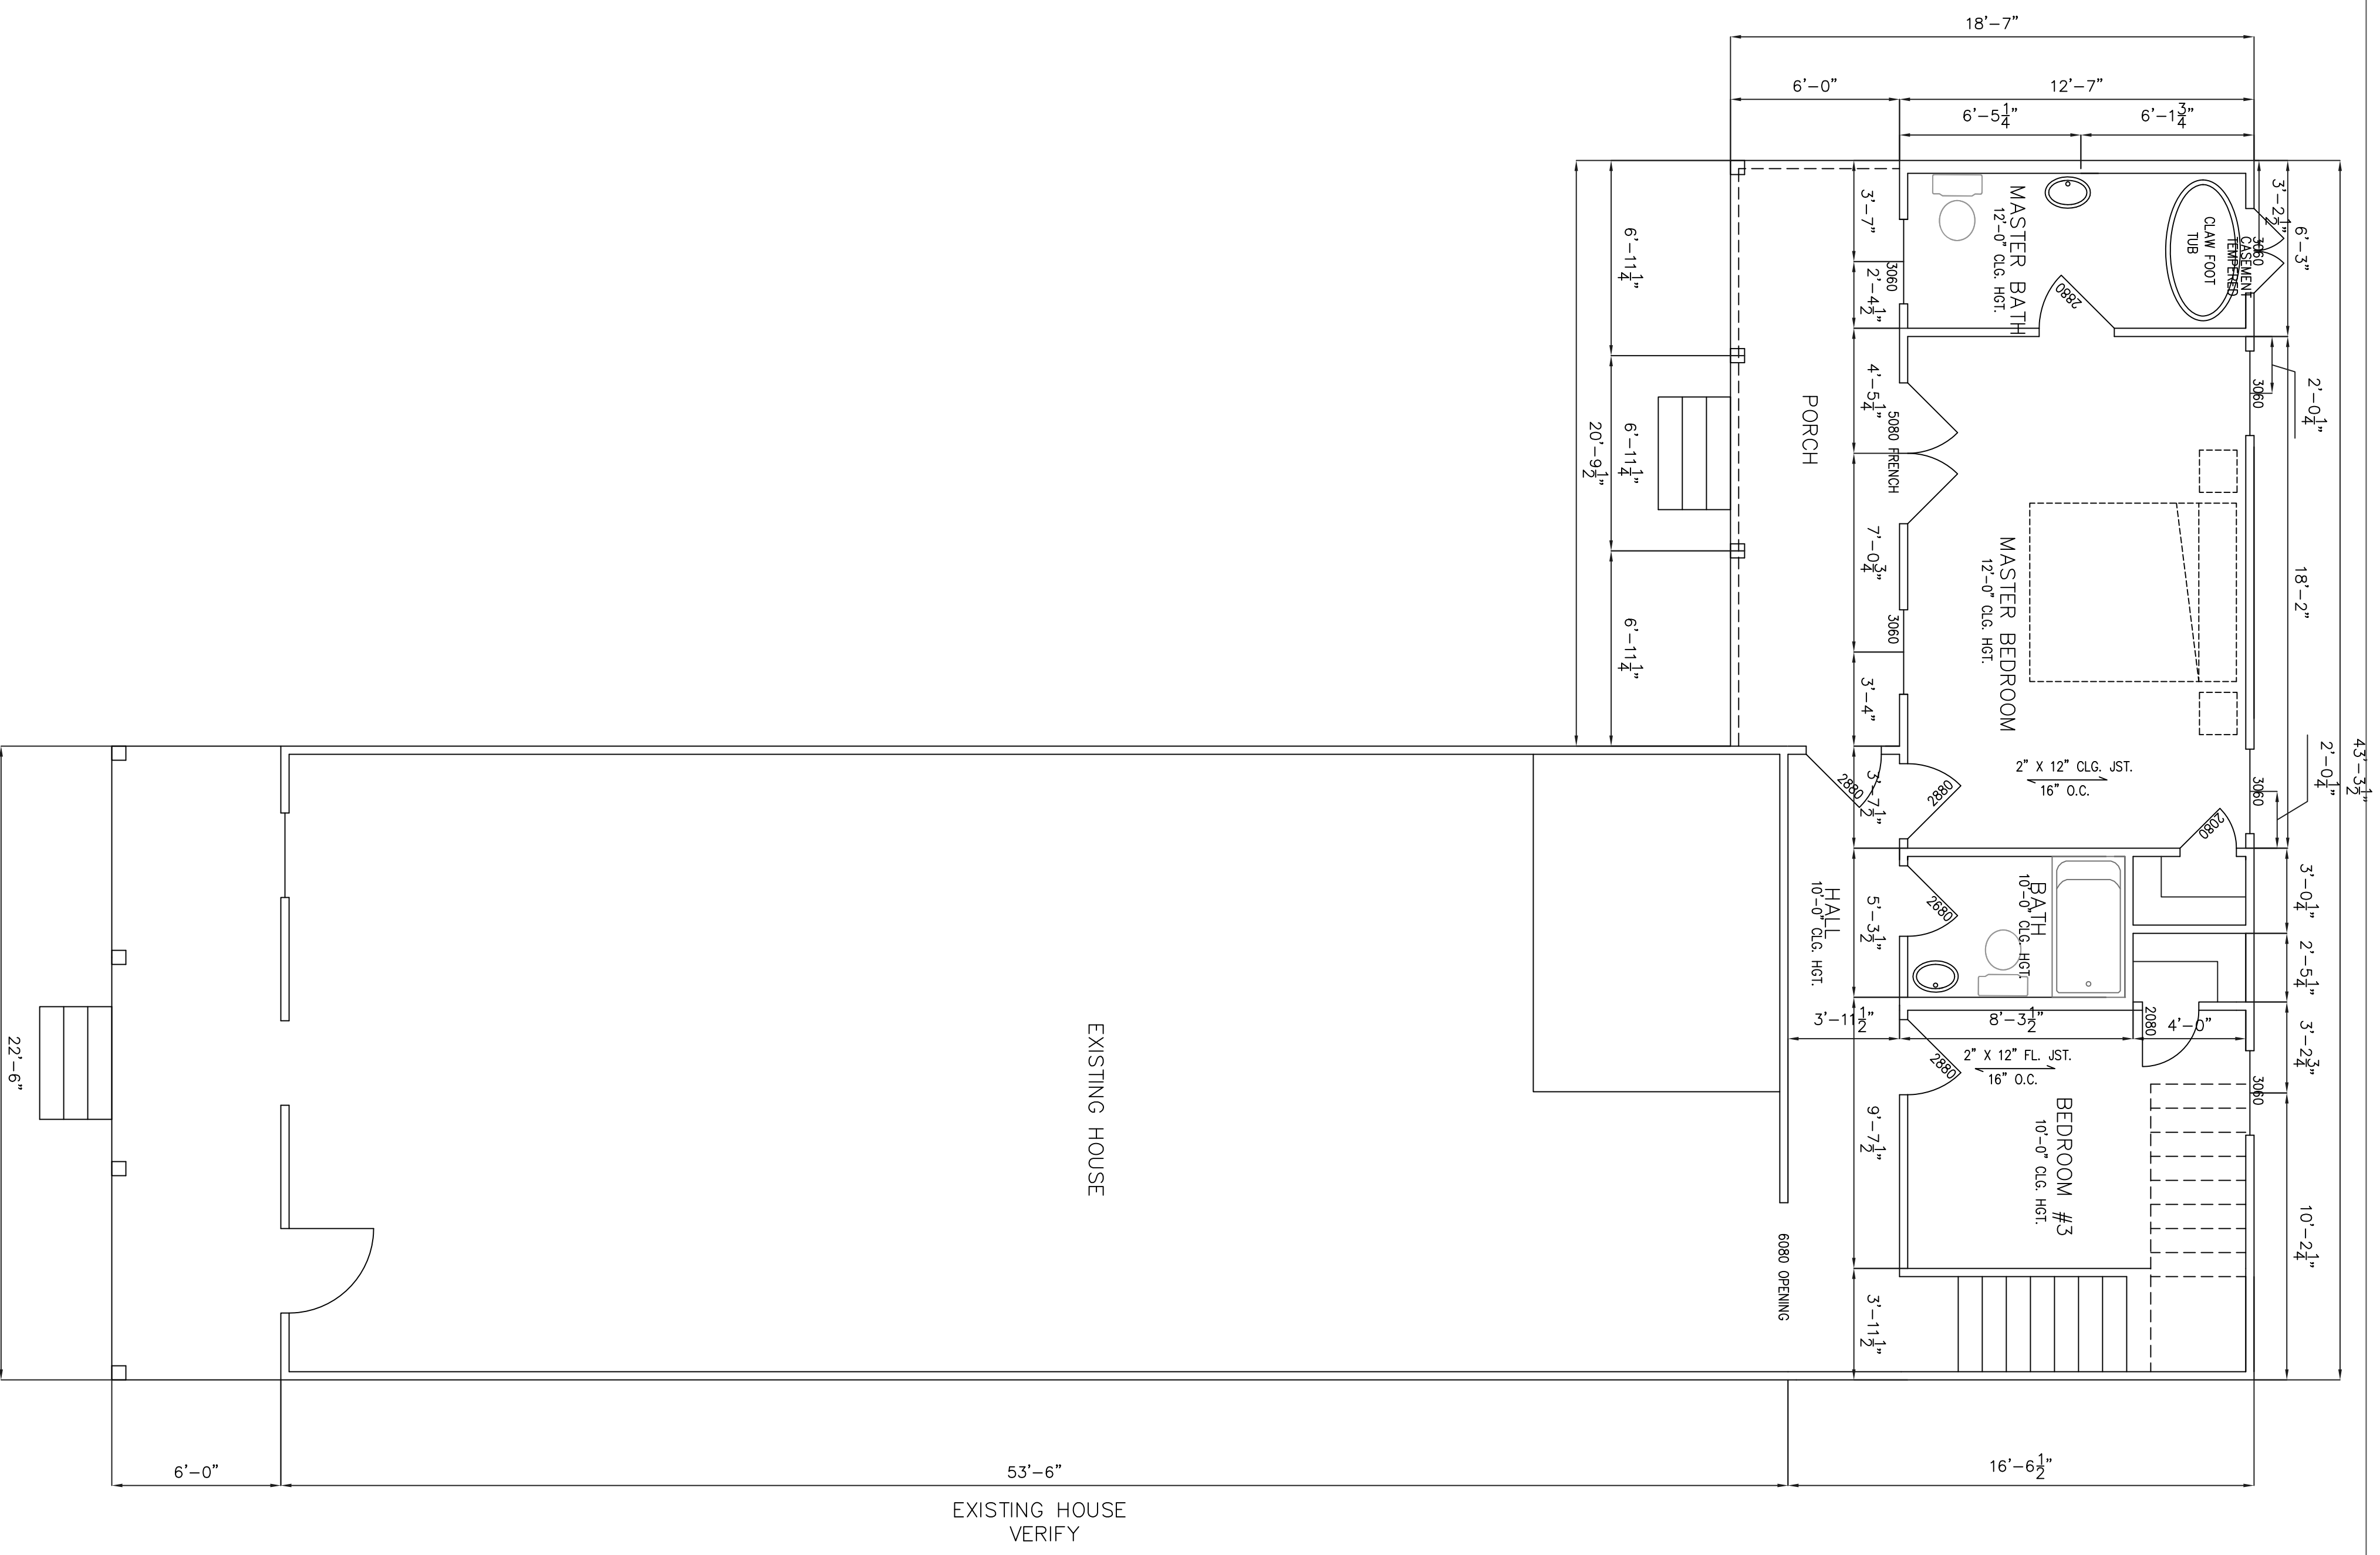 18'-7"
6'-0"
12'-7"
6'-5 1/4"
6'-1 3/4"
3'-2 1/2"
6'-3"
2'-0 1/4"
18'-2"
2'-0 1/4"
43'-3 1/2"
3'-0 1/4"
2'-5 1/4"
3'-2 3/4"
10'-2 1/4"
MASTER BATH
12'-0" CLG. HGT.
CLAW FOOT
TUB
3060
CASEMENT
TEMPERED
2880
3060
3'-7"
2'-4 1/2"
4'-5 1/4"
7'-0 3/4"
3'-4"
3'-7 1/2"
5'-3 1/2"
9'-7 1/2"
3'-11 1/2"
6'-11 1/4"
6'-11 1/4"
6'-11 1/4"
20'-9 1/2"
PORCH
5080 FRENCH
3060
3060
MASTER BEDROOM
12'-0" CLG. HGT.
2" X 12" CLG. JST.
16" O.C.
3060
2880
2880
2080
HALL
10'-0" CLG. HGT.
2680
BATH
10'-0" CLG. HGT.
3'-11 1/2"
8'-3 1/2"
4'-0"
2080
2" X 12" FL. JST.
16" O.C.
2880
3060
BEDROOM #3
10'-0" CLG. HGT.
6080 OPENING
EXISTING HOUSE
22'-6"
6'-0"
53'-6"
16'-6 1/2"
EXISTING HOUSE
VERIFY